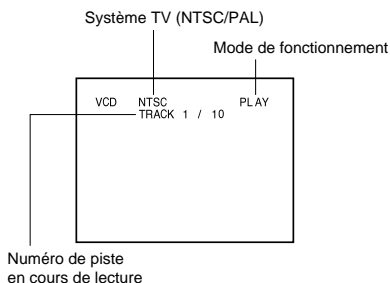 Système TV (NTSC/PAL)
Mode de fonctionnement
VCD NTSC PLAY
TRACK 1 / 10
Numéro de piste
en cours de lecture